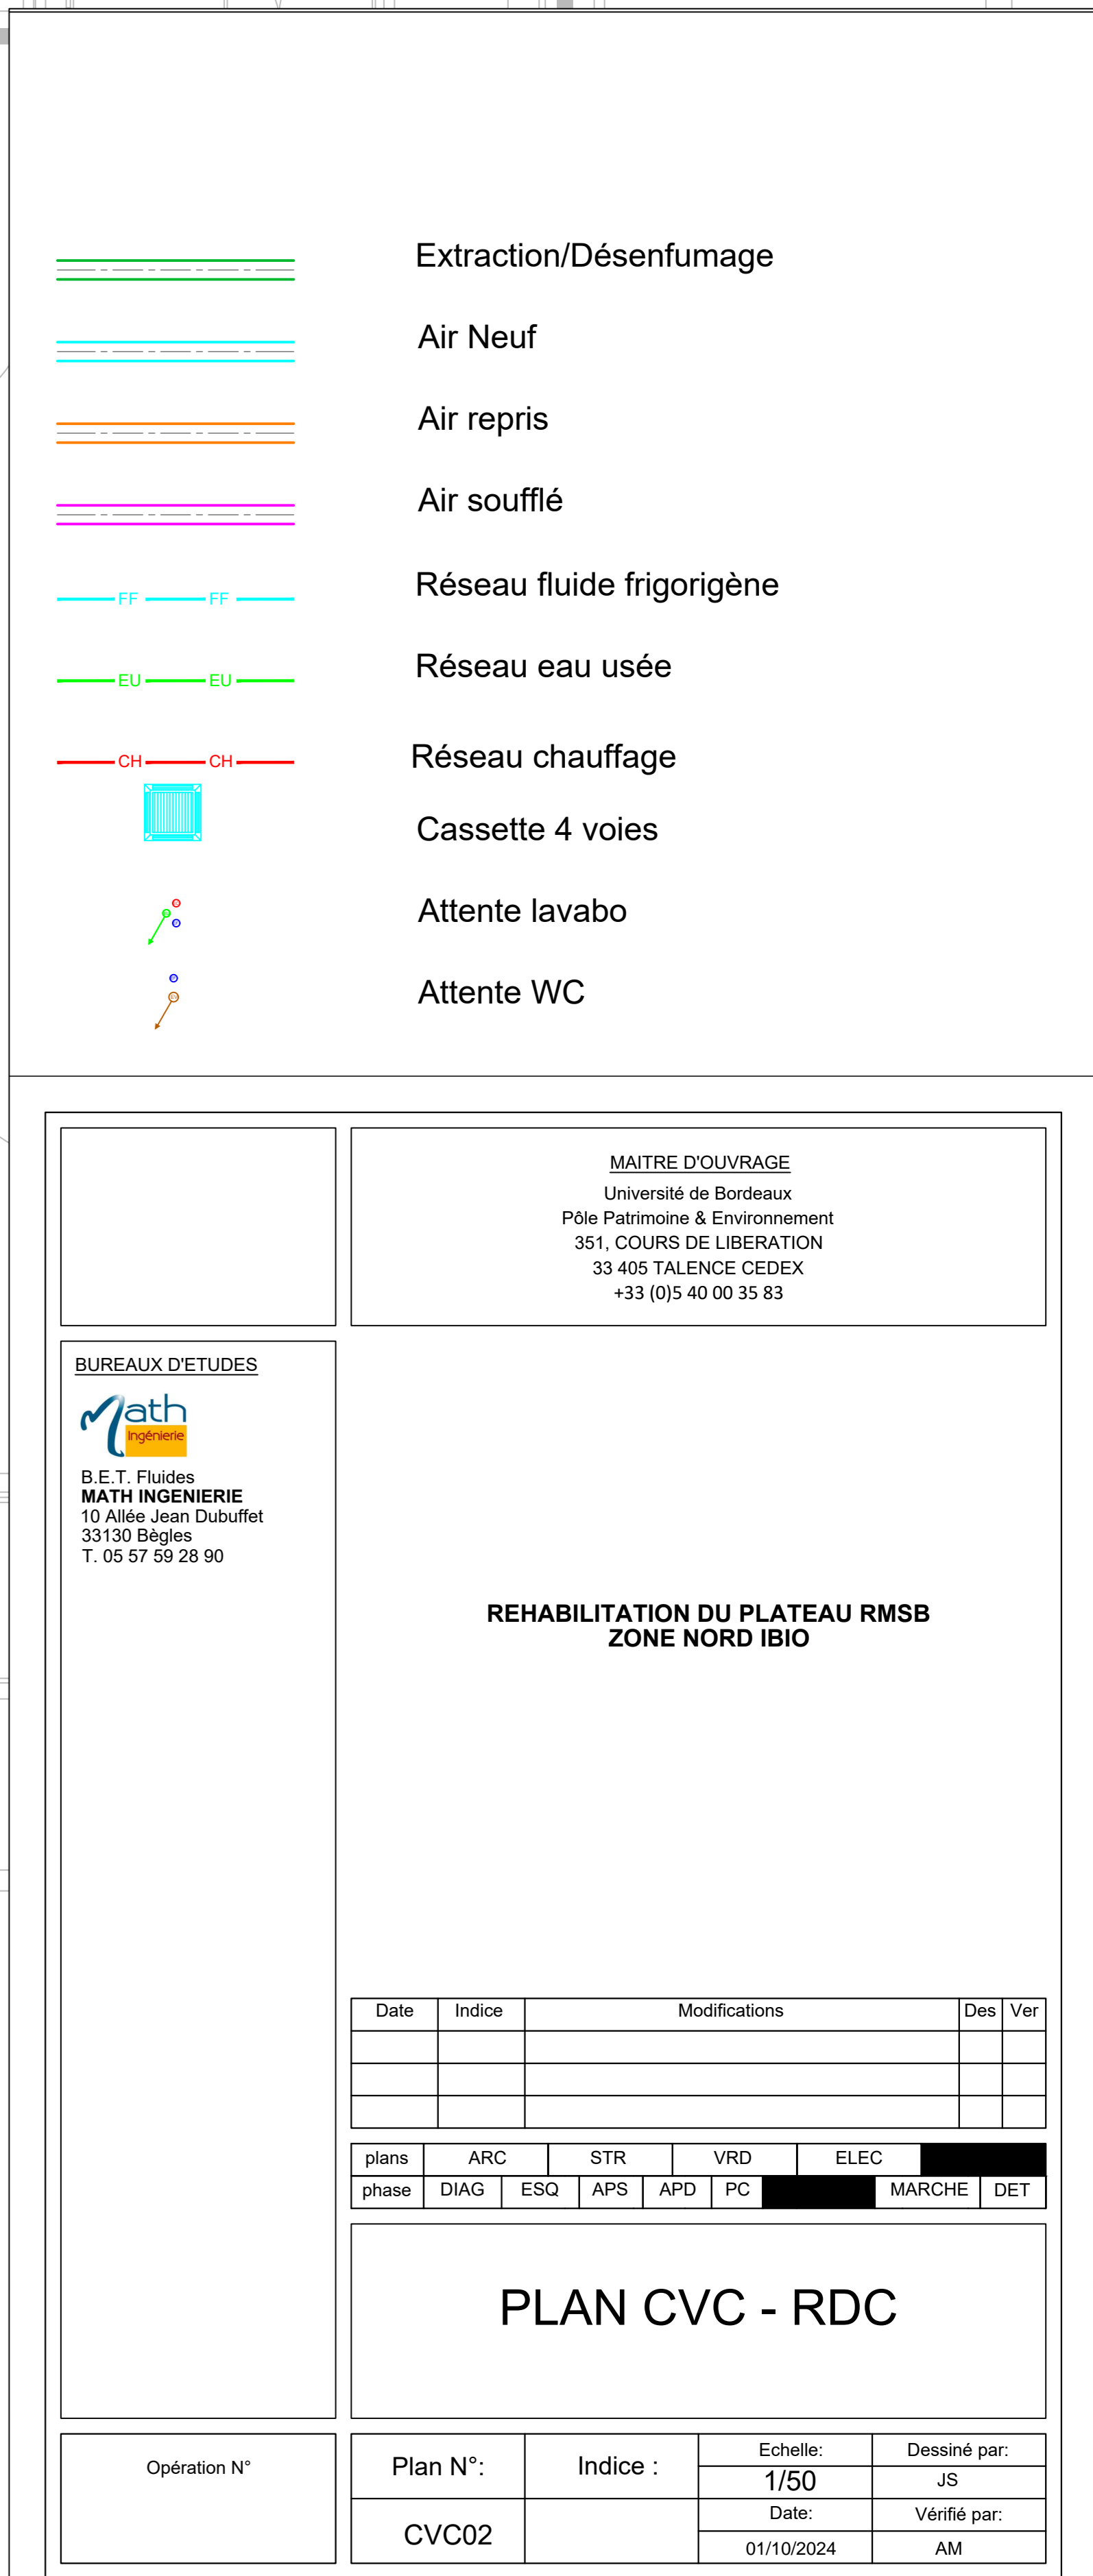 Extraction/Désenfumage
Air Neuf
Air repris
Air soufflé
FF FF Réseau fluide frigorigène
EU EU Réseau eau usée
CH CH Réseau chauffage
Cassette 4 voies
Attente lavabo
Attente WC
MAITRE D'OUVRAGE
Université de Bordeaux
Pôle Patrimoine & Environnement
351, COURS DE LIBERATION
33 405 TALENCE CEDEX
+33 (0)5 40 00 35 83
BUREAUX D'ETUDES
Math
Ingénierie
B.E.T. Fluides
MATH INGENIERIE
10 Allée Jean Dubuffet
33130 Bègles
T. 05 57 59 28 90
REHABILITATION DU PLATEAU RMSB
ZONE NORD IBIO
Date Indice Modifications Des Ver
plans ARC STR VRD ELEC
phase DIAG ESQ APS APD PC MARCHE DET
PLAN CVC - RDC
Opération N°
Plan N°: Indice : Echelle: Dessiné par:
1/50 JS
Date: Vérifié par:
CVC02 01/10/2024 AM